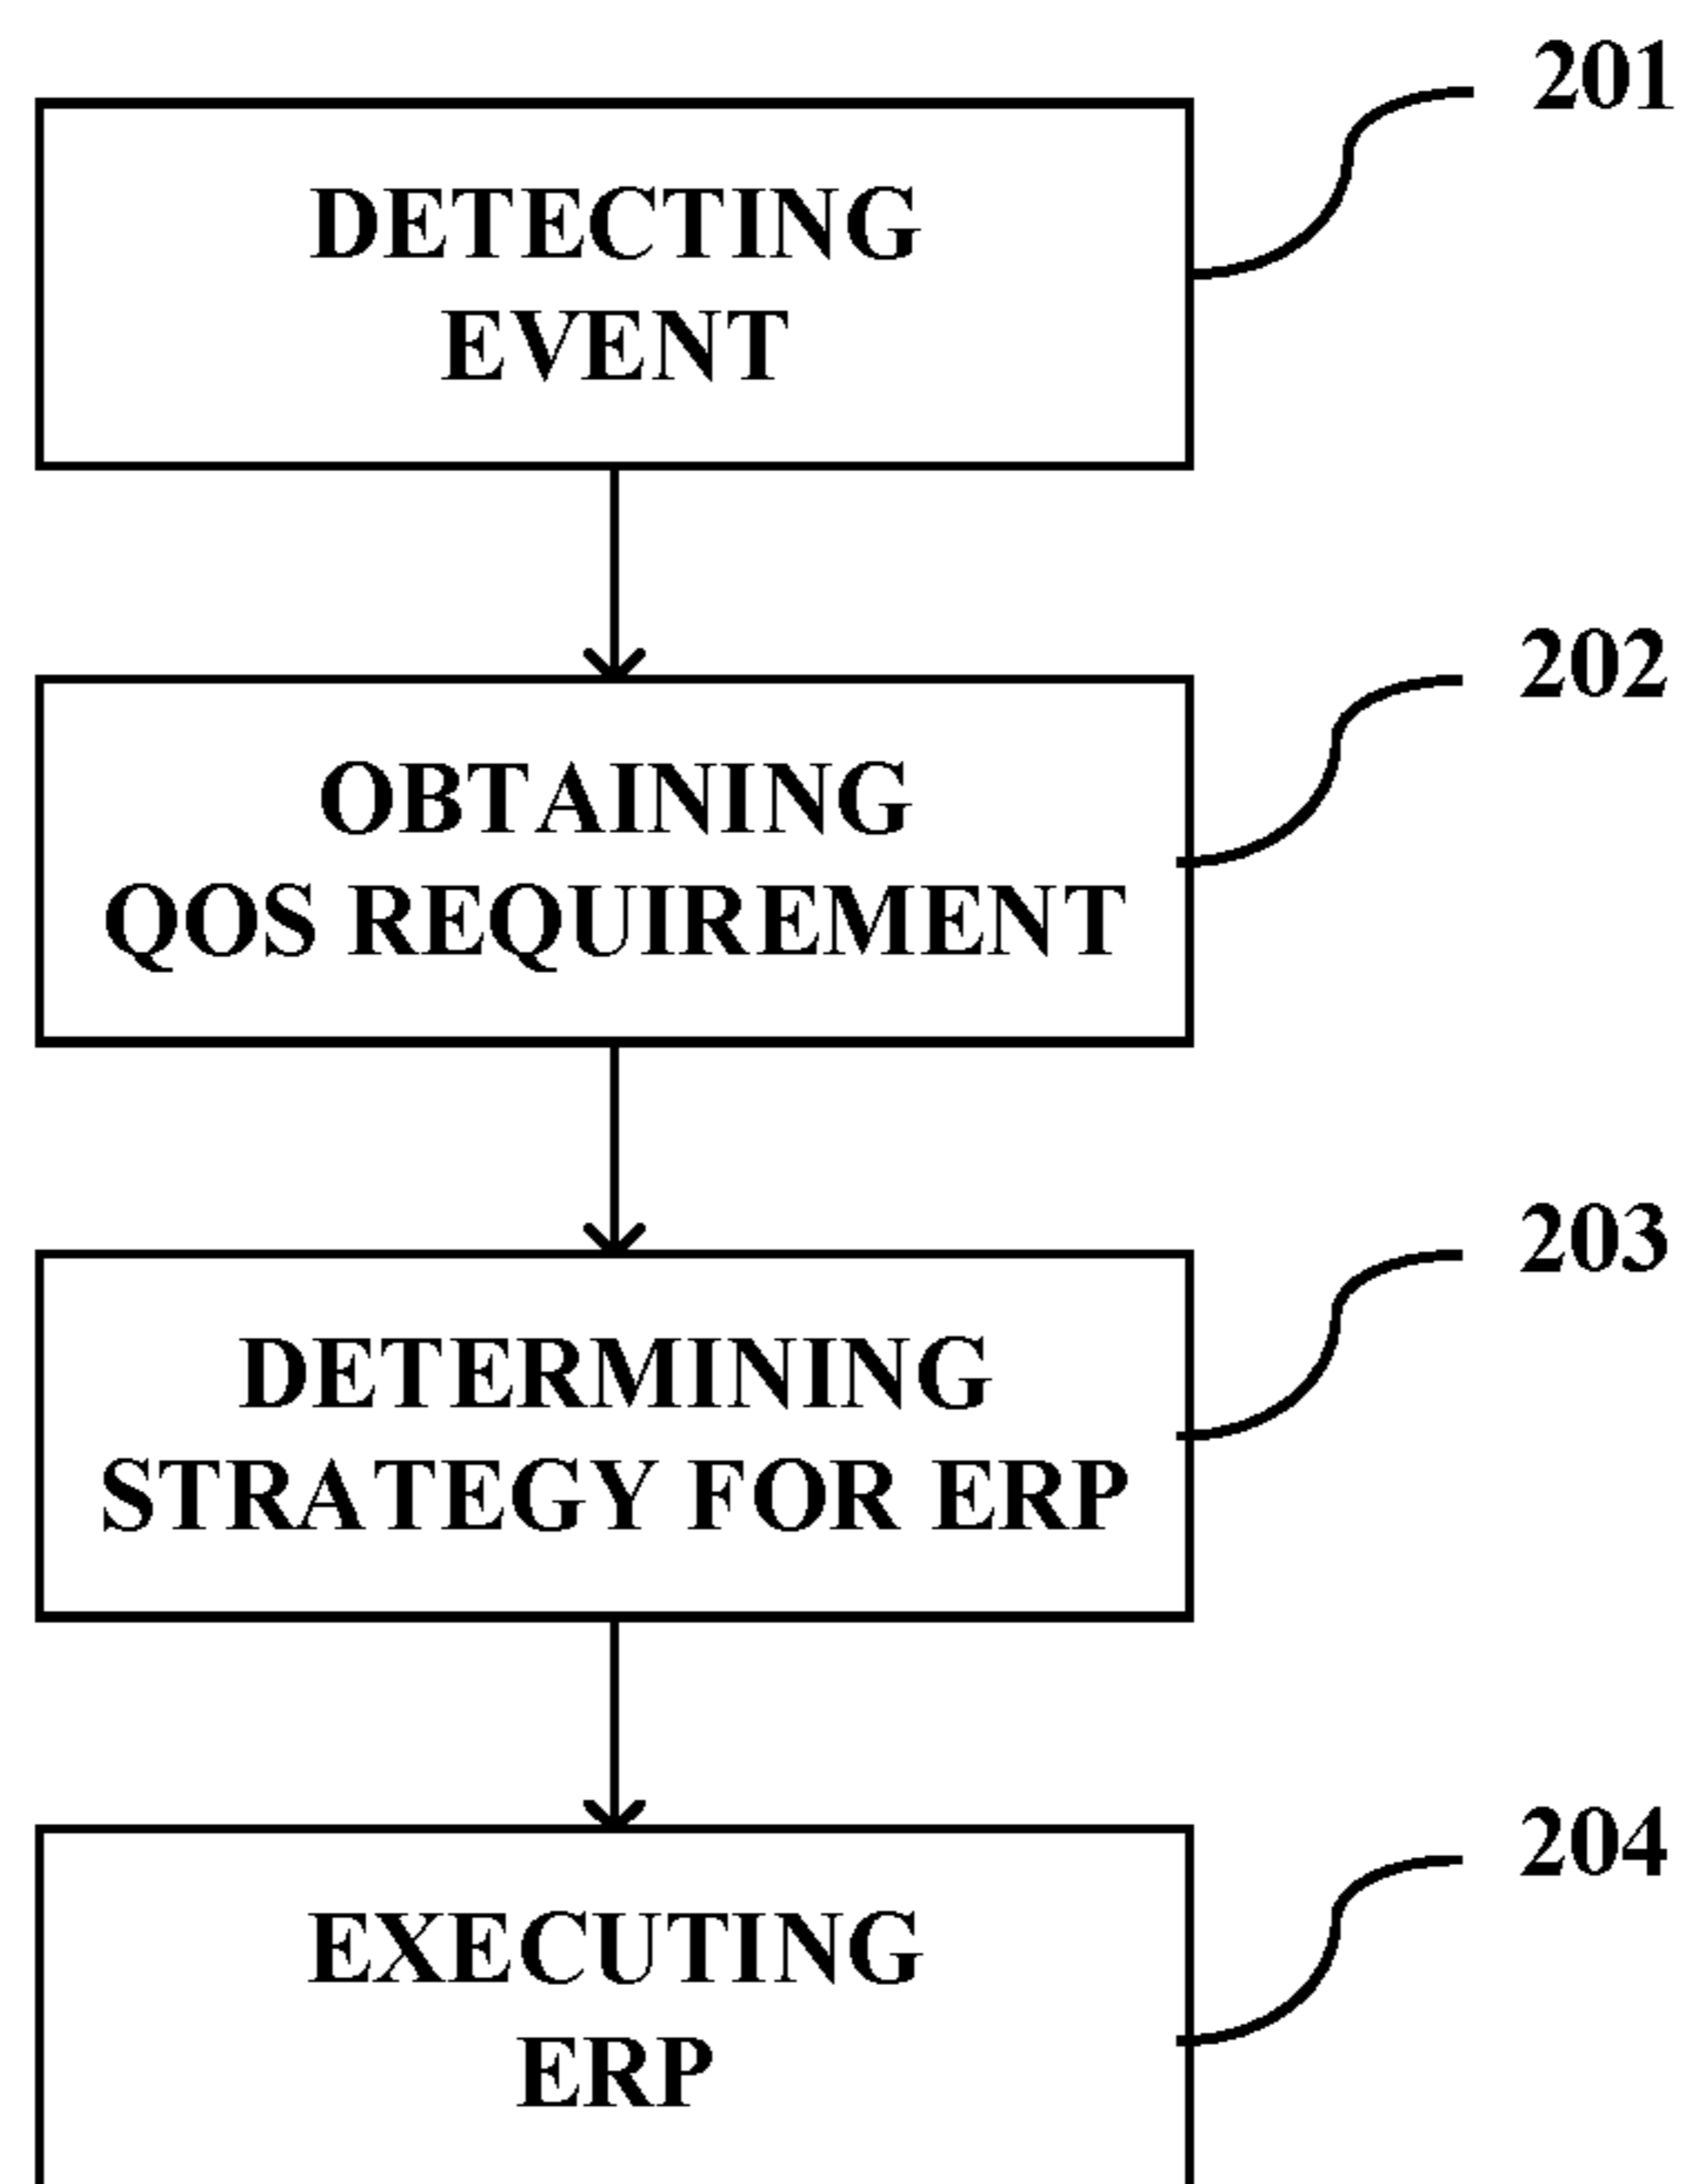 201
DETECTING
EVENT
202
OBTAINING
QOS REQUIREMENT
203
DETERMINING
STRATEGY FOR ERP
204
EXECUTING
ERP